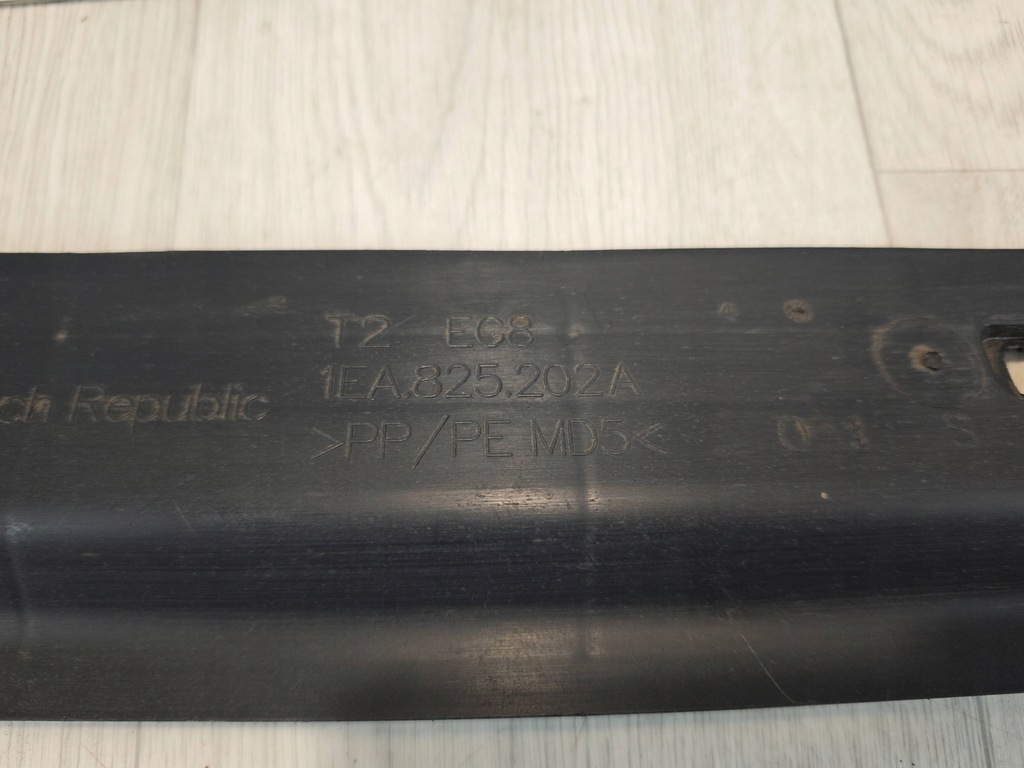 T2 EC8
1EA.825.202A
ch Republic
>PP/PE MD5<